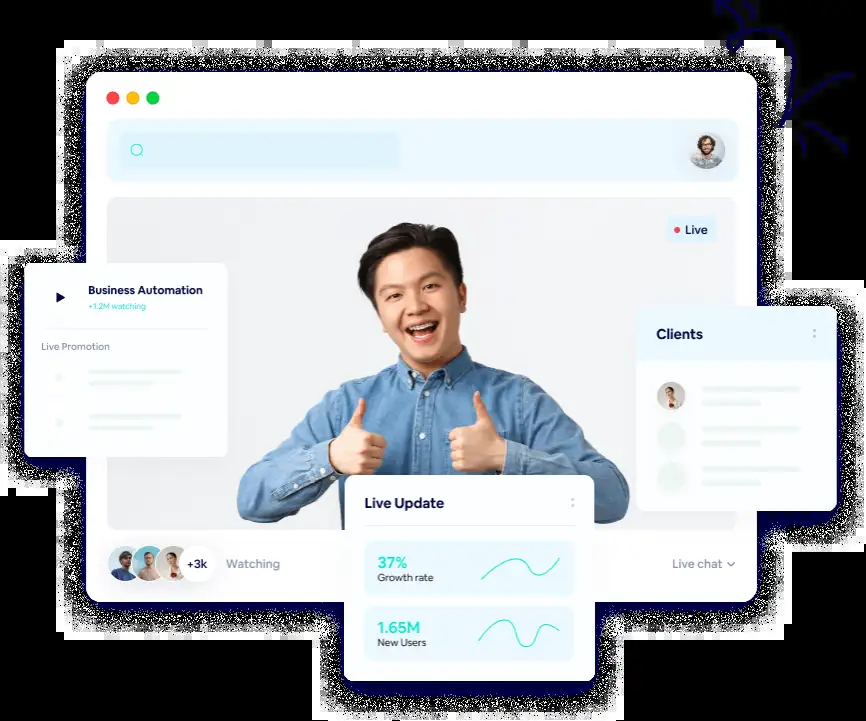 Live
Business Automation
+1.2M watching
Live Promotion
Clients
Live Update
37%
Growth rate
1.65M
New Users
+3k
Watching
Live chat